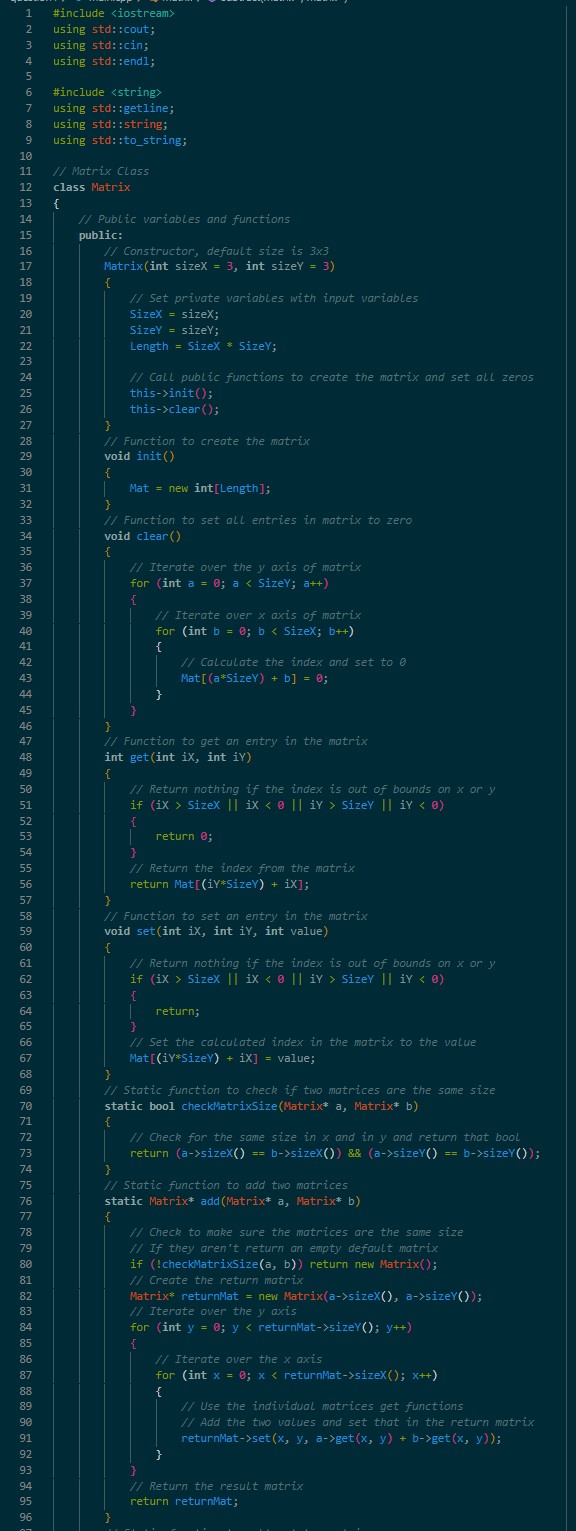 1 #include <iostream>
2 using std::cout;
3 using std::cin;
4 using std::endl;
5
6 #include <string>
7 using std::getline;
8 using std::string;
9 using std::to_string;
10
11 // Matrix Class
12 class Matrix
13 {
14 // Public variables and functions
15 public:
16 // Constructor, default size is 3x3
17 Matrix(int sizeX = 3, int sizeY = 3)
18 {
19 // Set private variables with input variables
20 SizeX = sizeX;
21 SizeY = sizeY;
22 Length = SizeX * SizeY;
23
24 // Call public functions to create the matrix and set all zeros
25 this->init();
26 this->clear();
27 }
28 // Function to create the matrix
29 void init()
30 {
31 Mat = new int[Length];
32 }
33 // Function to set all entries in matrix to zero
34 void clear()
35 {
36 // Iterate over the y axis of matrix
37 for (int a = 0; a < SizeY; a++)
38 {
39 // Iterate over x axis of matrix
40 for (int b = 0; b < SizeX; b++)
41 {
42 // Calculate the index and set to 0
43 Mat[(a*SizeY) + b] = 0;
44 }
45 }
46 }
47 // Function to get an entry in the matrix
48 int get(int iX, int iY)
49 {
50 // Return nothing if the index is out of bounds on x or y
51 if (iX > SizeX || iX < 0 || iY > SizeY || iY < 0)
52 {
53 return 0;
54 }
55 // Return the index from the matrix
56 return Mat[(iY*SizeY) + iX];
57 }
58 // Function to set an entry in the matrix
59 void set(int iX, int iY, int value)
60 {
61 // Return nothing if the index is out of bounds on x or y
62 if (iX > SizeX || iX < 0 || iY > SizeY || iY < 0)
63 {
64 return;
65 }
66 // Set the calculated index in the matrix to the value
67 Mat[(iY*SizeY) + iX] = value;
68 }
69 // Static function to check if two matrices are the same size
70 static bool checkMatrixSize(Matrix* a, Matrix* b)
71 {
72 // Check for the same size in x and in y and return that bool
73 return (a->sizeX() == b->sizeX()) && (a->sizeY() == b->sizeY());
74 }
75 // Static function to add two matrices
76 static Matrix* add(Matrix* a, Matrix* b)
77 {
78 // Check to make sure the matrices are the same size
79 // If they aren't return an empty default matrix
80 if (!checkMatrixSize(a, b)) return new Matrix();
81 // Create the return matrix
82 Matrix* returnMat = new Matrix(a->sizeX(), a->sizeY());
83 // Iterate over the y axis
84 for (int y = 0; y < returnMat->sizeY(); y++)
85 {
86 // Iterate over the x axis
87 for (int x = 0; x < returnMat->sizeX(); x++)
88 {
89 // Use the individual matrices get functions
90 // Add the two values and set that in the return matrix
91 returnMat->set(x, y, a->get(x, y) + b->get(x, y));
92 }
93 }
94 // Return the result matrix
95 return returnMat;
96 }